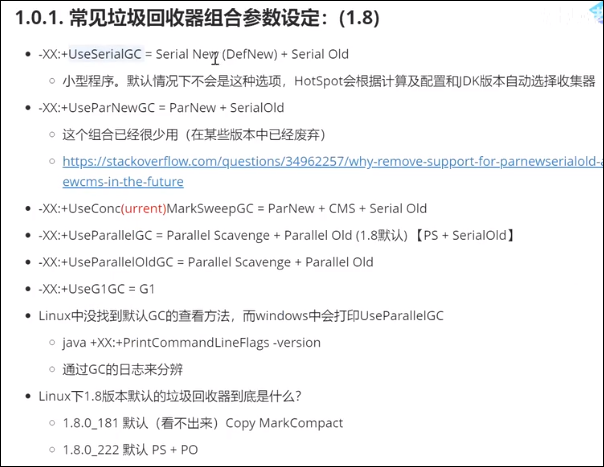 1.0.1. 常见垃圾回收器组合参数设定：(1.8)
-XX:+UseSerialGC = Serial New (DefNew) + Serial Old
小型程序。默认情况下不会是这种选项，HotSpot会根据计算及配置和JDK版本自动选择收集器
-XX:+UseParNewGC = ParNew + SerialOld
这个组合已经很少用（在某些版本中已经废弃）
https://stackoverflow.com/questions/34962257/why-remove-support-for-parnewserialold-a
ewcms-in-the-future
-XX:+UseConc(urrent)MarkSweepGC = ParNew + CMS + Serial Old
-XX:+UseParallelGC = Parallel Scavenge + Parallel Old (1.8默认) 【PS + SerialOld】
-XX:+UseParallelOldGC = Parallel Scavenge + Parallel Old
-XX:+UseG1GC = G1
Linux中没找到默认GC的查看方法，而windows中会打印UseParallelGC
java +XX:+PrintCommandLineFlags -version
通过GC的日志来分辨
Linux下1.8版本默认的垃圾回收器到底是什么？
1.8.0_181 默认（看不出来）Copy MarkCompact
1.8.0_222 默认 PS + PO